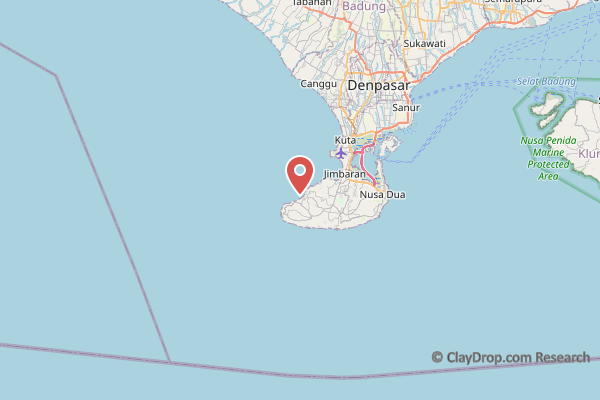 Tabanan
Badung
Semarapura
Sukawati
Canggu
Denpasar
Selat Badung
Sanur
Kuta
Nusa Penida
Marine
Protected
Area
Klun
Jimbaran
Nusa Dua
© ClayDrop.com Research